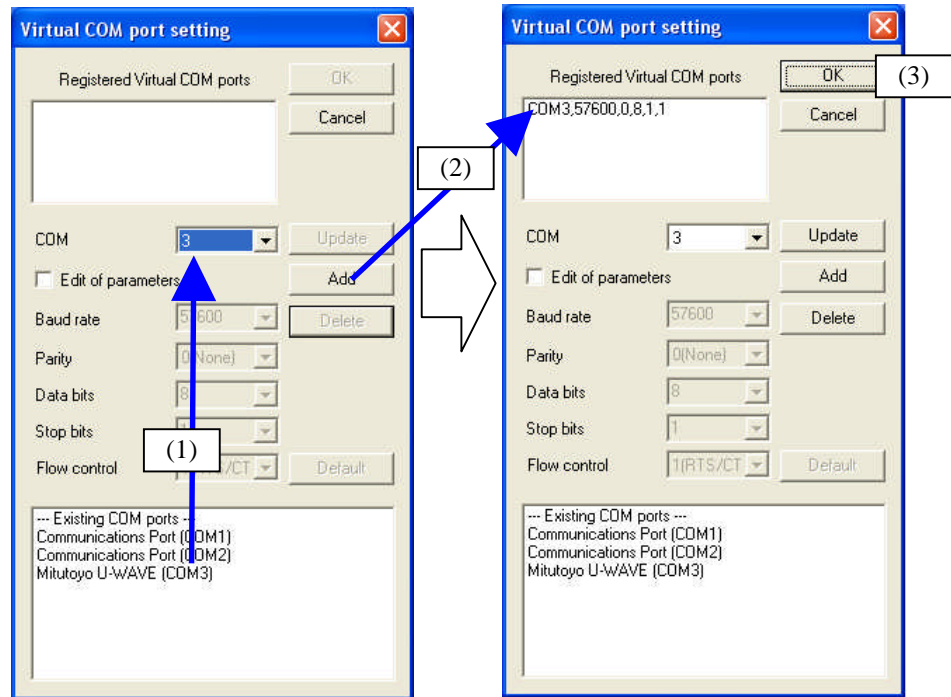 Virtual COM port setting
Registered Virtual COM ports
OK
Cancel
COM
3
Update
Edit of parameters
Add
Baud rate
57600
Delete
Parity
0(None)
Data bits
8
Stop bits
Flow control
Default
--- Existing COM ports ---
Communications Port (COM1)
Communications Port (COM2)
Mitutoyo U-WAVE (COM3)
(1)
(2)
Virtual COM port setting
Registered Virtual COM ports
OK
(3)
COM3,57600,0,8,1,1
Cancel
COM
3
Update
Edit of parameters
Add
Baud rate
57600
Delete
Parity
0(None)
Data bits
8
Stop bits
1
Flow control
1(RTS/CT
Default
--- Existing COM ports ---
Communications Port (COM1)
Communications Port (COM2)
Mitutoyo U-WAVE (COM3)